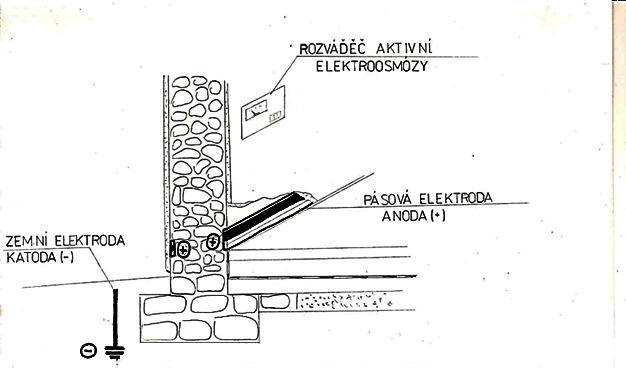 ROZVÁDĚČ AKTIVNÍ
ELEKTROOSMÓZY
PÁSOVÁ ELEKTRODA
ANODA (+)
ZEMNÍ ELEKTRODA
KATODA (-)